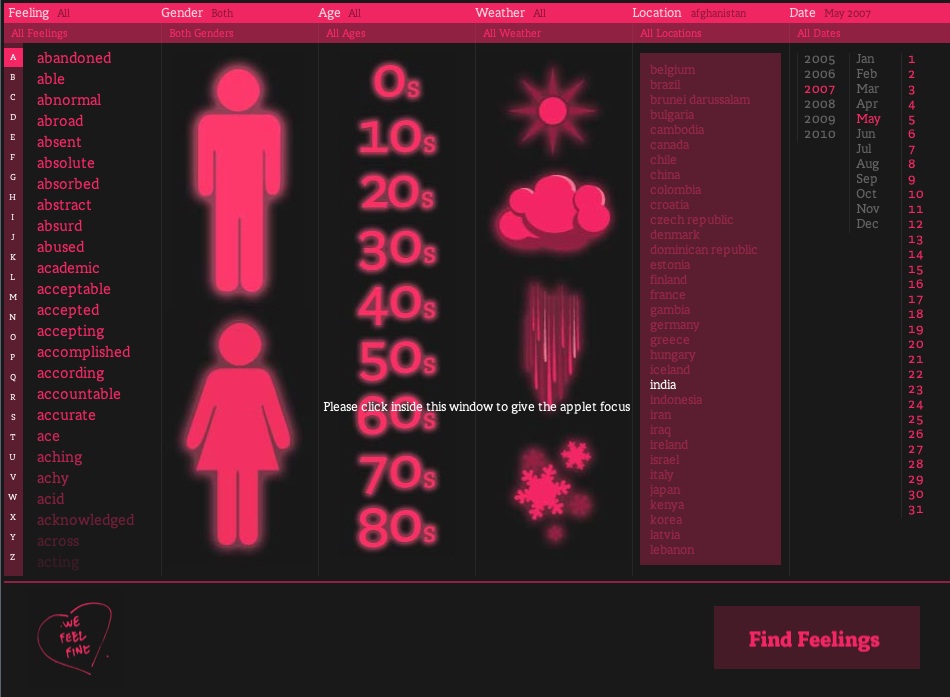 Feeling All Gender Both Age All Weather All Location afghanistan Date May 2007
All Feelings Both Genders All Ages All Weather All Locations All Dates
A
B
C
D
E
F
G
H
I
J
K
L
M
N
O
P
Q
R
S
T
U
V
W
X
Y
Z
abandoned
able
abnormal
abroad
absent
absolute
absorbed
abstract
absurd
abused
academic
acceptable
accepted
accepting
accomplished
according
accountable
accurate
ace
aching
achy
acid
acknowledged
across
acting
0s
10s
20s
30s
40s
50s
Please click inside this window to give the applet focus
60s
70s
80s
belgium
brazil
brunei darussalam
bulgaria
cambodia
canada
chile
china
colombia
croatia
czech republic
denmark
dominican republic
estonia
finland
france
gambia
germany
greece
hungary
iceland
india
indonesia
iran
iraq
ireland
israel
italy
japan
kenya
korea
latvia
lebanon
2005
2006
2007
2008
2009
2010
Jan
Feb
Mar
Apr
May
Jun
Jul
Aug
Sep
Oct
Nov
Dec
1
2
3
4
5
6
7
8
9
10
11
12
13
14
15
16
17
18
19
20
21
22
23
24
25
26
27
28
29
30
31
WE
FEEL
FINE
Find Feelings